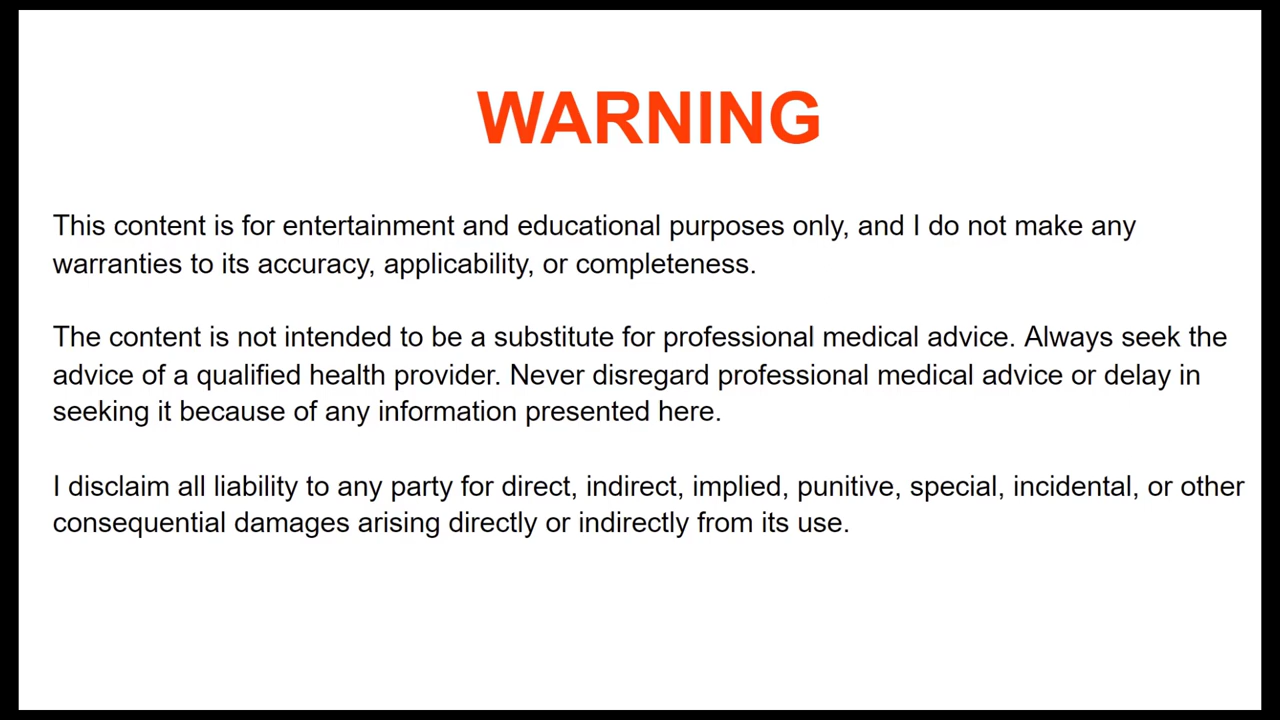 WARNING
This content is for entertainment and educational purposes only, and I do not make any
warranties to its accuracy, applicability, or completeness.
The content is not intended to be a substitute for professional medical advice. Always seek the
advice of a qualified health provider. Never disregard professional medical advice or delay in
seeking it because of any information presented here.
I disclaim all liability to any party for direct, indirect, implied, punitive, special, incidental, or other
consequential damages arising directly or indirectly from its use.